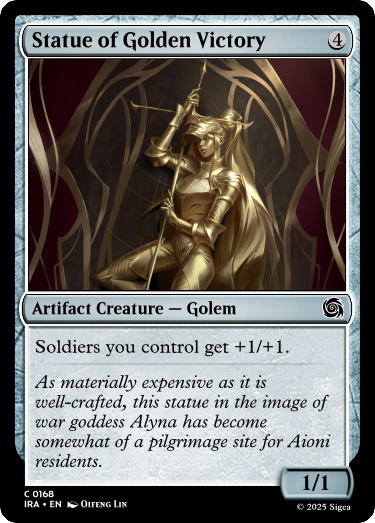 Statue of Golden Victory 4
Artifact Creature — Golem
Soldiers you control get +1/+1.
As materially expensive as it is
well-crafted, this statue in the image of
war goddess Alyna has become
somewhat of a pilgrimage site for Aioni
residents.
1/1
C 0168
IRA • EN Oifeng Lin
© 2025 Sigea